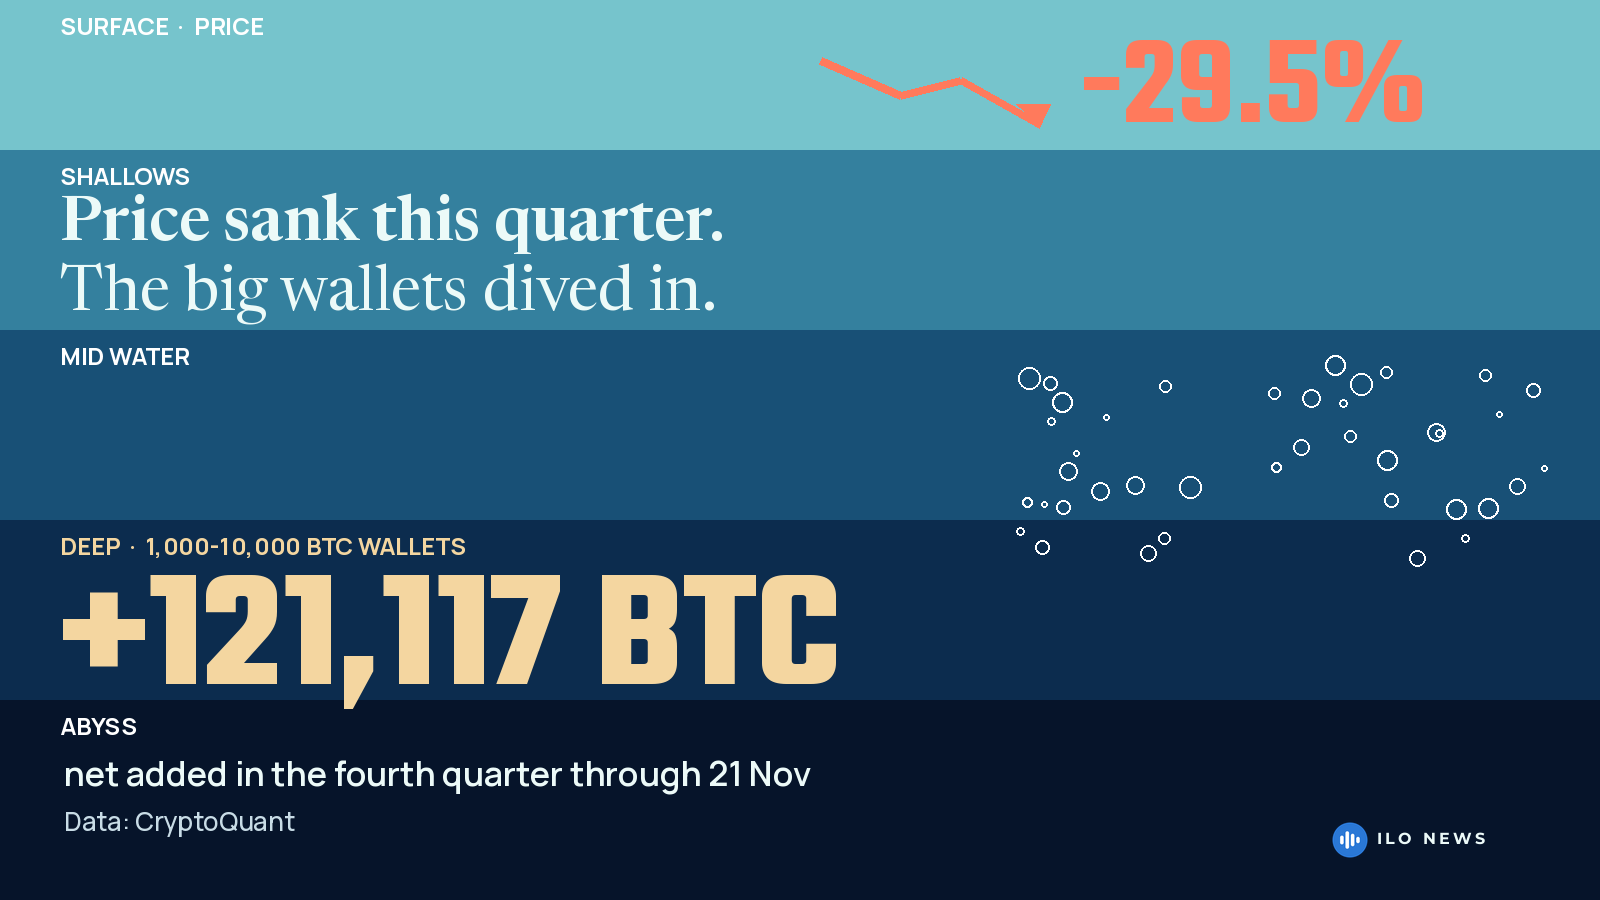 SURFACE · PRICE
-29.5%
SHALLOWS
Price sank this quarter.
The big wallets dived in.
MID WATER
DEEP · 1,000-10,000 BTC WALLETS
+121,117 BTC
ABYSS
net added in the fourth quarter through 21 Nov
Data: CryptoQuant
ILO NEWS